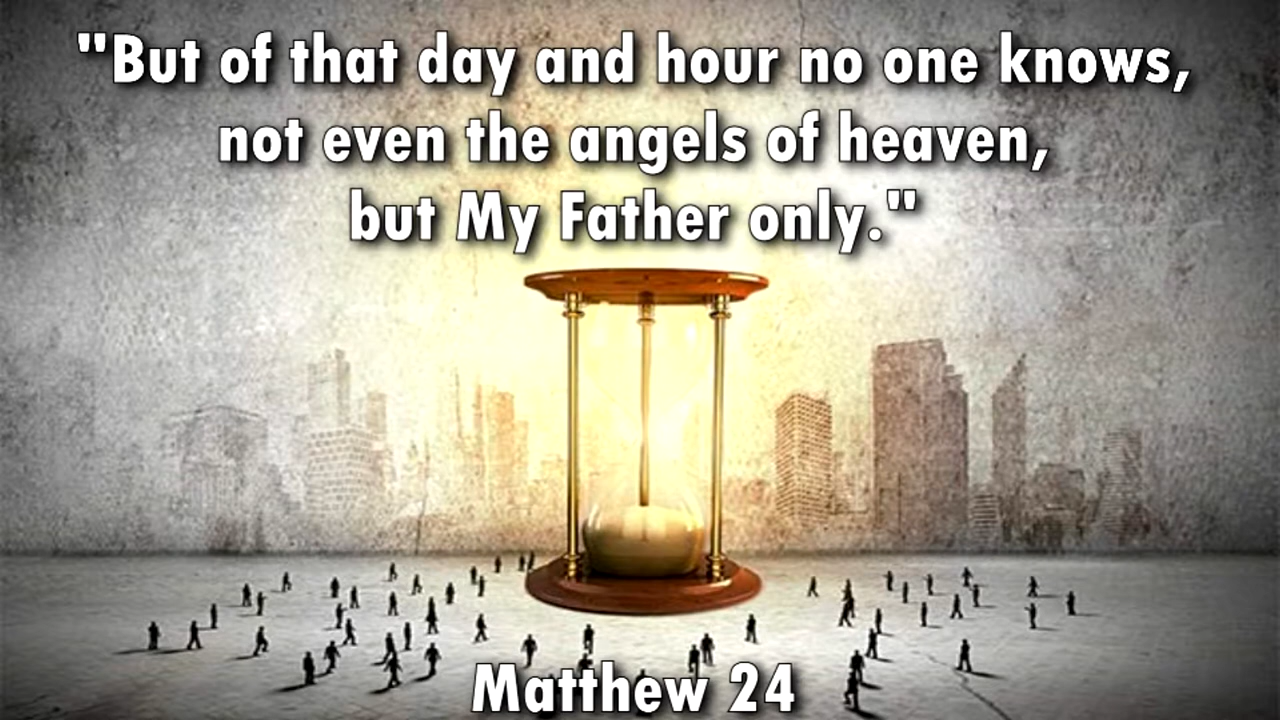 "But of that day and hour no one knows,
not even the angels of heaven,
but My Father only."
Matthew 24